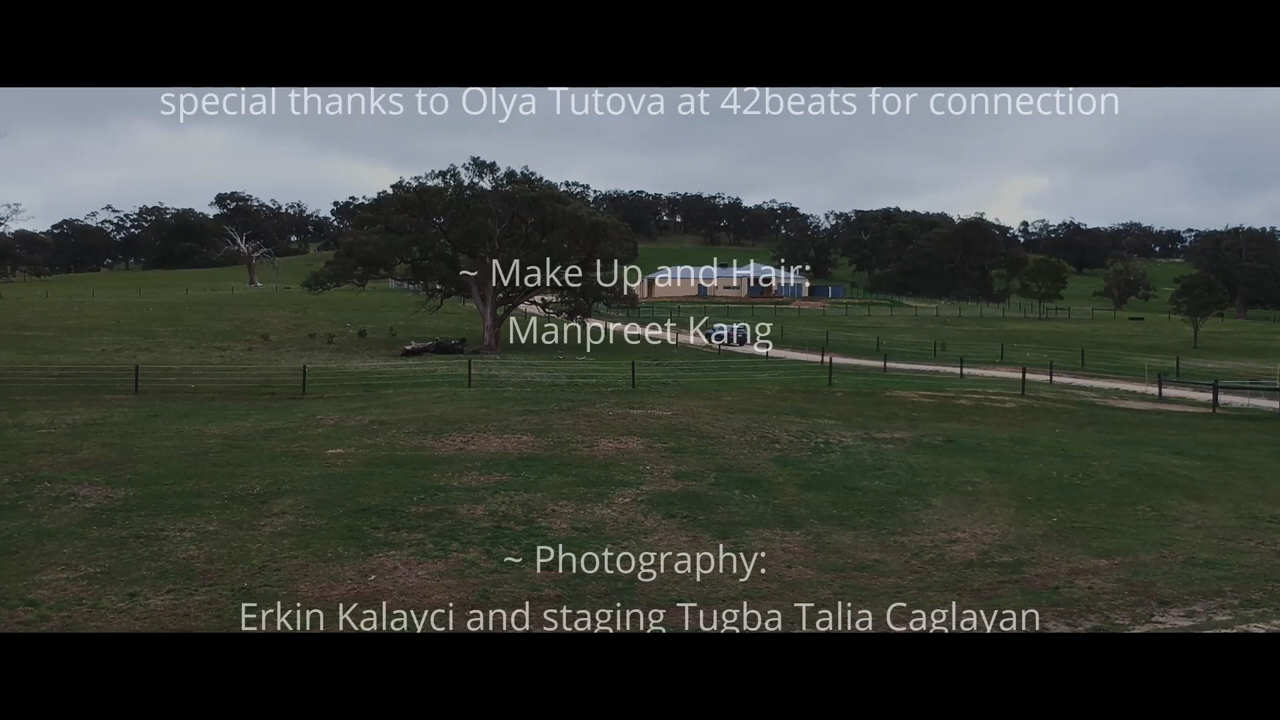 special thanks to Olya Tutova at 42beats for connection
~ Make Up and Hair:
Manpreet Kang
~ Photography:
Erkin Kalayci and staging Tugba Talia Caglayan